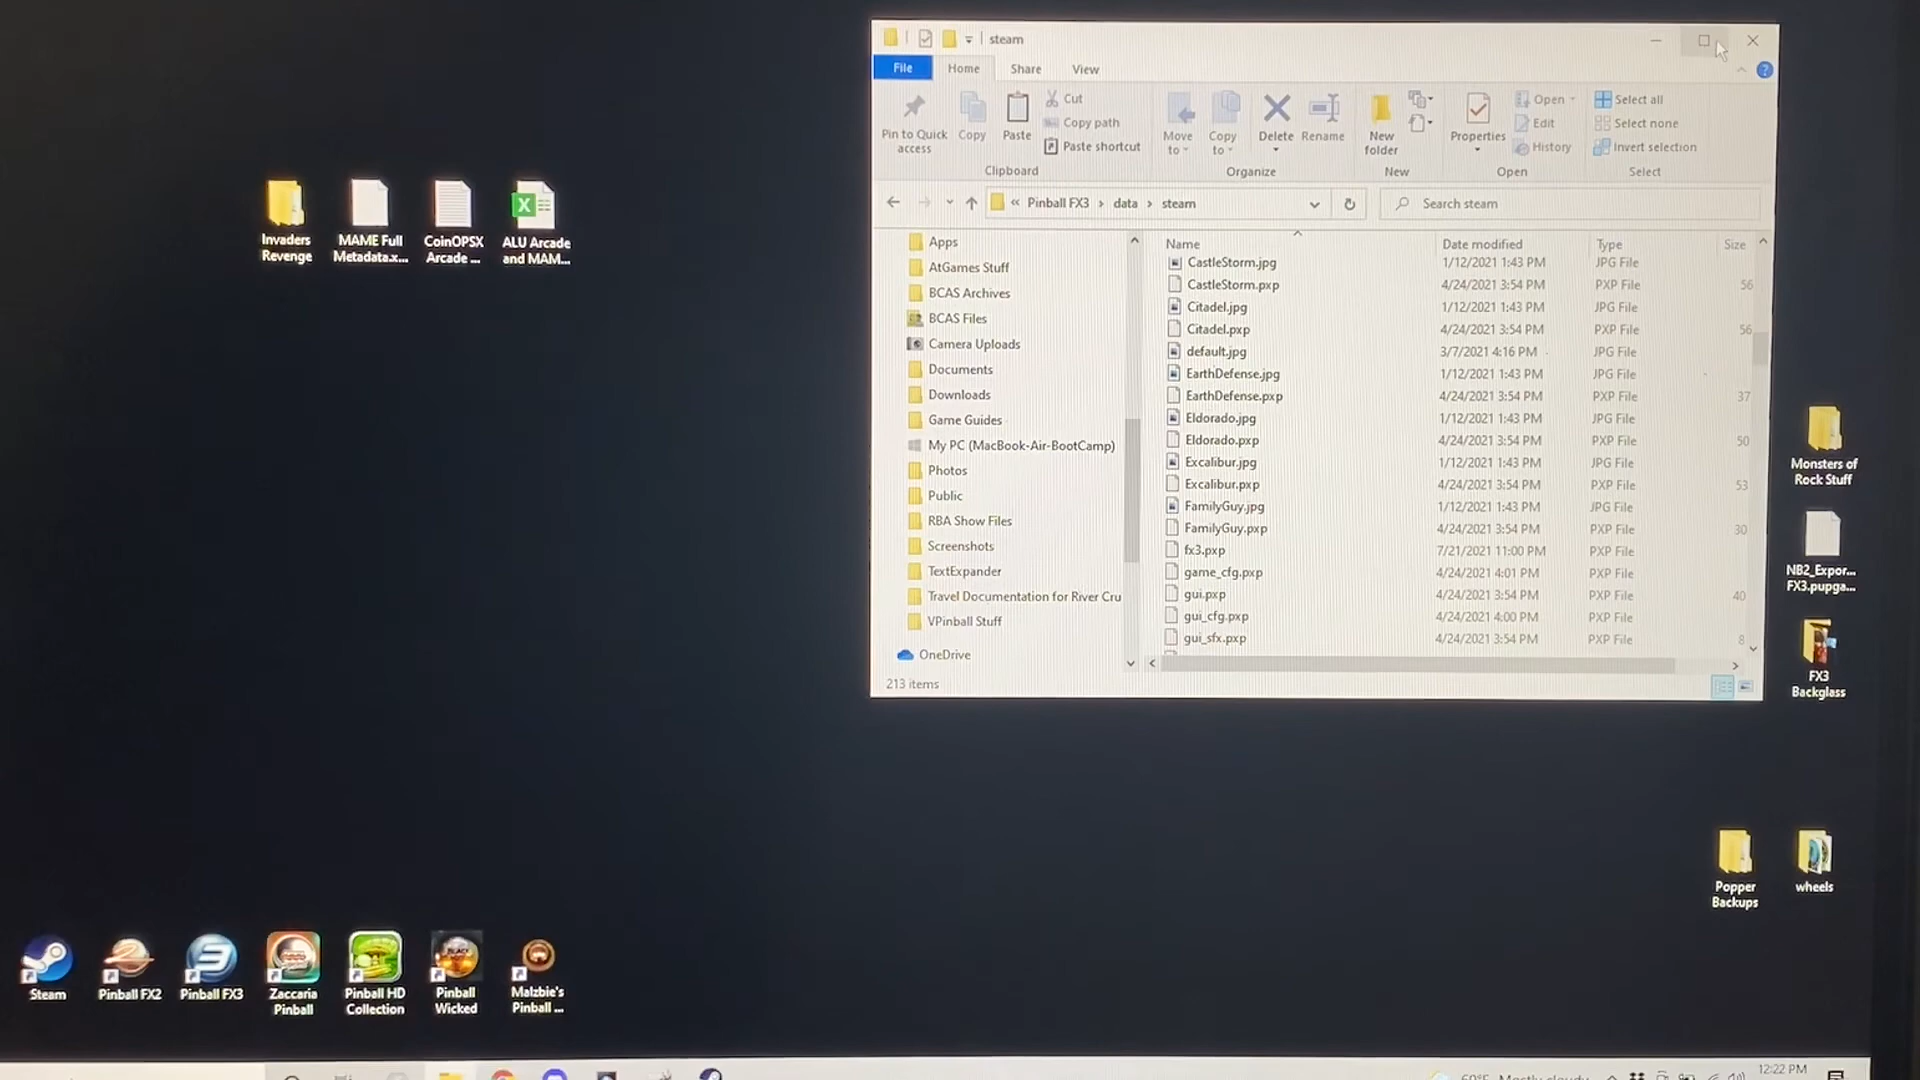 steam
File
Home
Share
View
Pin to Quick
access
Copy
Paste
Cut
Copy path
Paste shortcut
Move
to
Copy
to
Delete
Rename
New
folder
Properties
Open
Edit
History
Select all
Select none
Invert selection
Clipboard
Organize
New
Open
Select
« Pinball FX3 › data › steam
Search steam
Apps
AtGames Stuff
BCAS Archives
BCAS Files
Camera Uploads
Documents
Downloads
Game Guides
My PC (MacBook-Air-BootCamp)
Photos
Public
RBA Show Files
Screenshots
TextExpander
Travel Documentation for River Cru
VPinball Stuff
OneDrive
213 items
Name Date modified Type Size
CastleStorm.jpg 1/12/2021 1:43 PM JPG File
CastleStorm.pxp 4/24/2021 3:54 PM PXP File 56
Citadel.jpg 1/12/2021 1:43 PM JPG File
Citadel.pxp 4/24/2021 3:54 PM PXP File 56
default.jpg 3/7/2021 4:16 PM JPG File
EarthDefense.jpg 1/12/2021 1:43 PM JPG File
EarthDefense.pxp 4/24/2021 3:54 PM PXP File 37
Eldorado.jpg 1/12/2021 1:43 PM JPG File
Eldorado.pxp 4/24/2021 3:54 PM PXP File 50
Excalibur.jpg 1/12/2021 1:43 PM JPG File
Excalibur.pxp 4/24/2021 3:54 PM PXP File 53
FamilyGuy.jpg 1/12/2021 1:43 PM JPG File
FamilyGuy.pxp 4/24/2021 3:54 PM PXP File 30
fx3.pxp 7/21/2021 11:00 PM PXP File
game_cfg.pxp 4/24/2021 4:01 PM PXP File
gui.pxp 4/24/2021 3:54 PM PXP File 40
gui_cfg.pxp 4/24/2021 4:00 PM PXP File
gui_sfx.pxp 4/24/2021 3:54 PM PXP File 8
Invaders
Revenge
MAME Full
Metadata.x...
CoinOPSX
Arcade ...
ALU Arcade
and MAM...
Monsters of
Rock Stuff
NB2_Expor...
FX3.pupga...
FX3
Backglass
Popper
Backups
wheels
Steam
Pinball FX2
Pinball FX3
Zaccaria
Pinball
Pinball HD
Collection
Pinball
Wicked
Malzbie's
Pinball ...
12:22 PM